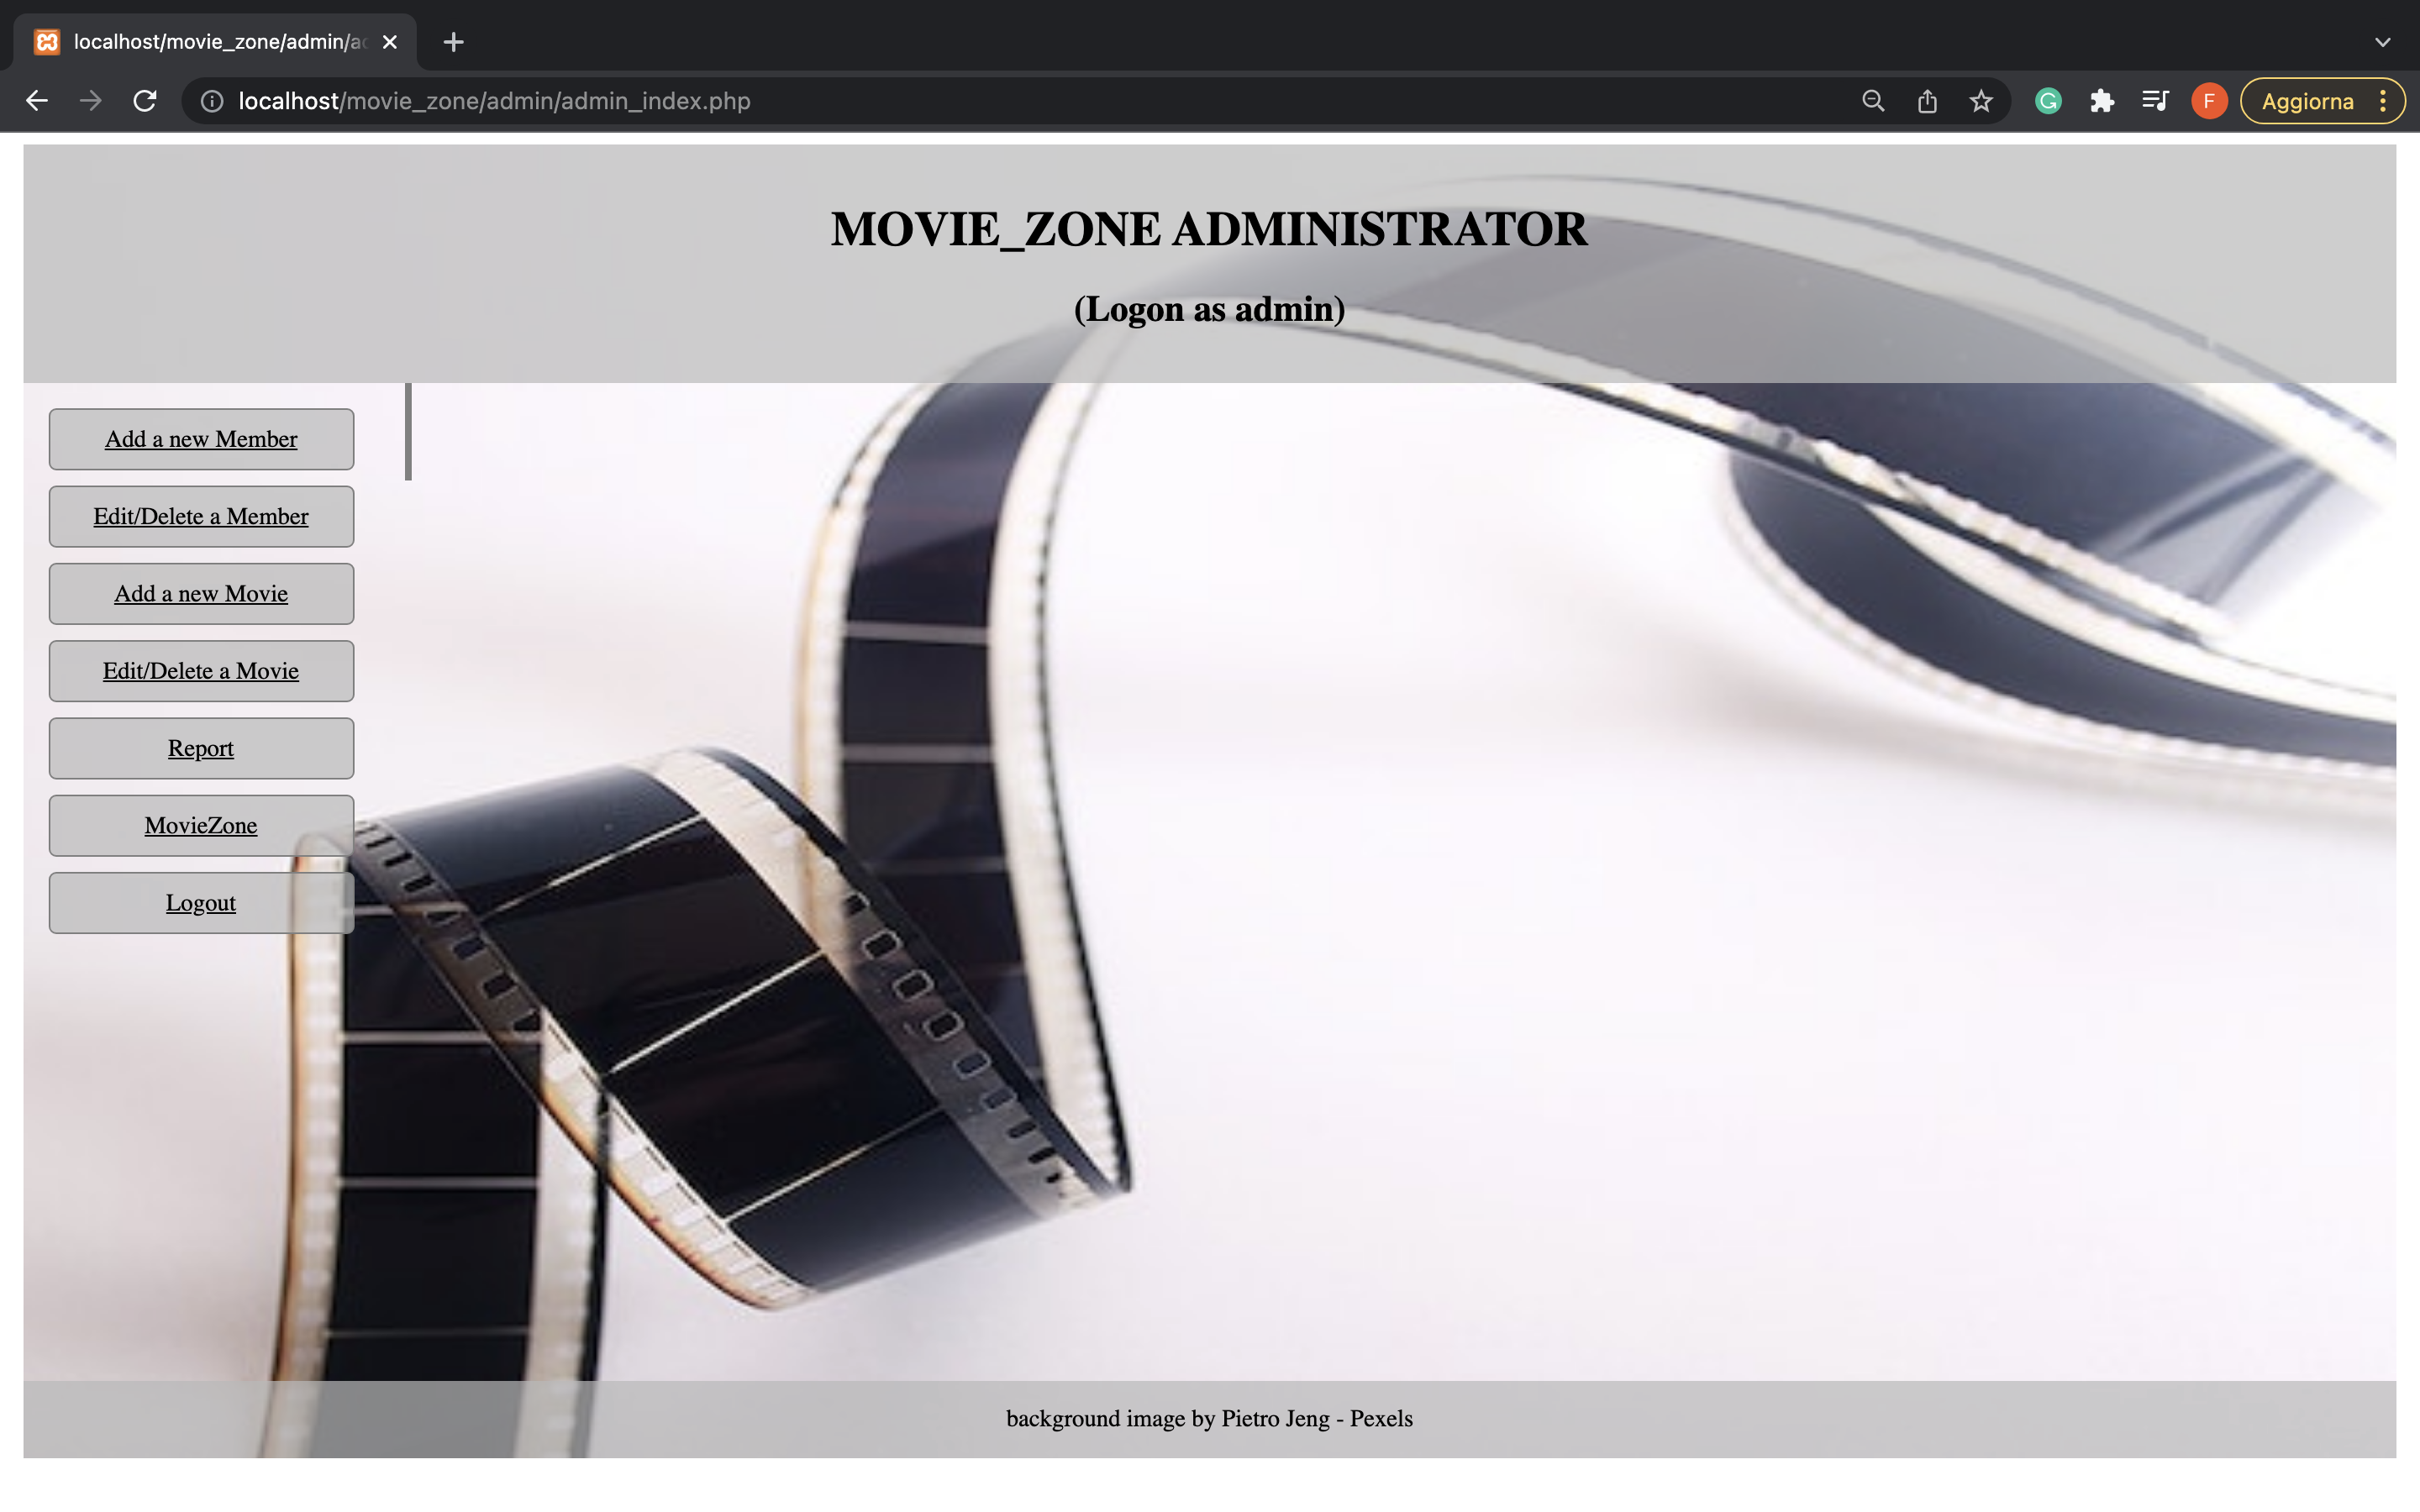 localhost/movie_zone/admin/a
localhost/movie_zone/admin/admin_index.php
F
Aggiorna
MOVIE_ZONE ADMINISTRATOR
(Logon as admin)
Add a new Member
Edit/Delete a Member
Add a new Movie
Edit/Delete a Movie
Report
MovieZone
Logout
background image by Pietro Jeng - Pexels